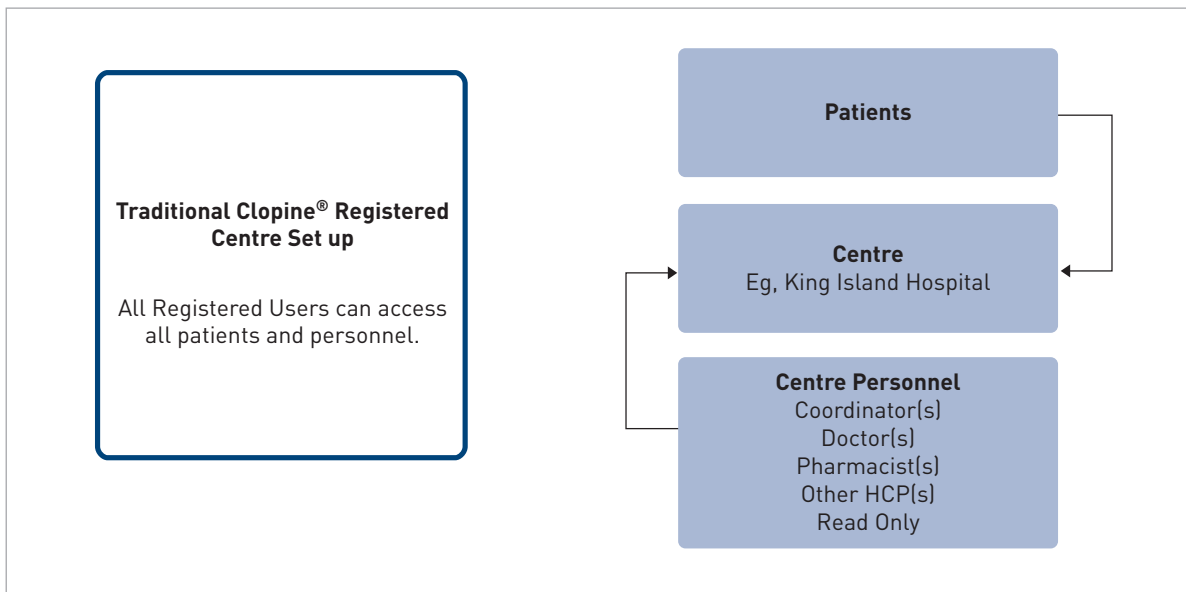 Traditional Clopine® Registered
Centre Set up
All Registered Users can access
all patients and personnel.
Patients
Centre
Eg, King Island Hospital
Centre Personnel
Coordinator(s)
Doctor(s)
Pharmacist(s)
Other HCP(s)
Read Only